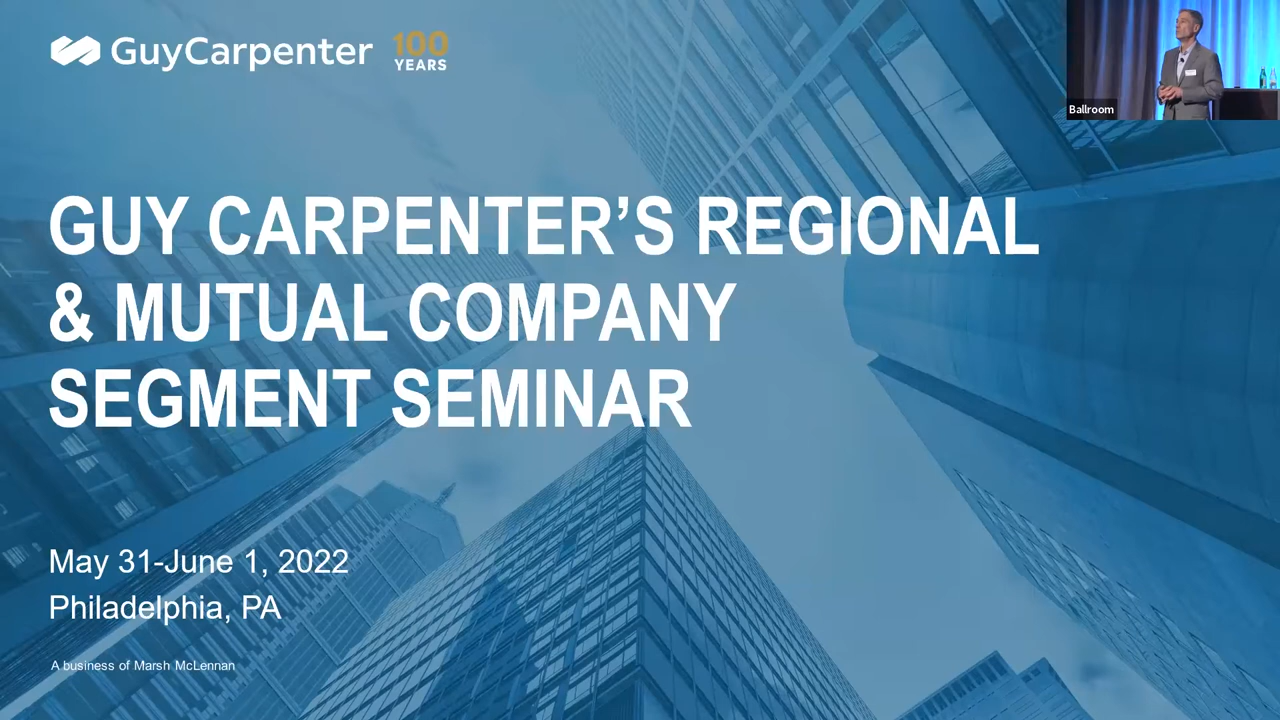 GuyCarpenter 100 YEARS
Ballroom
GUY CARPENTER’S REGIONAL
& MUTUAL COMPANY
SEGMENT SEMINAR
May 31-June 1, 2022
Philadelphia, PA
A business of Marsh McLennan